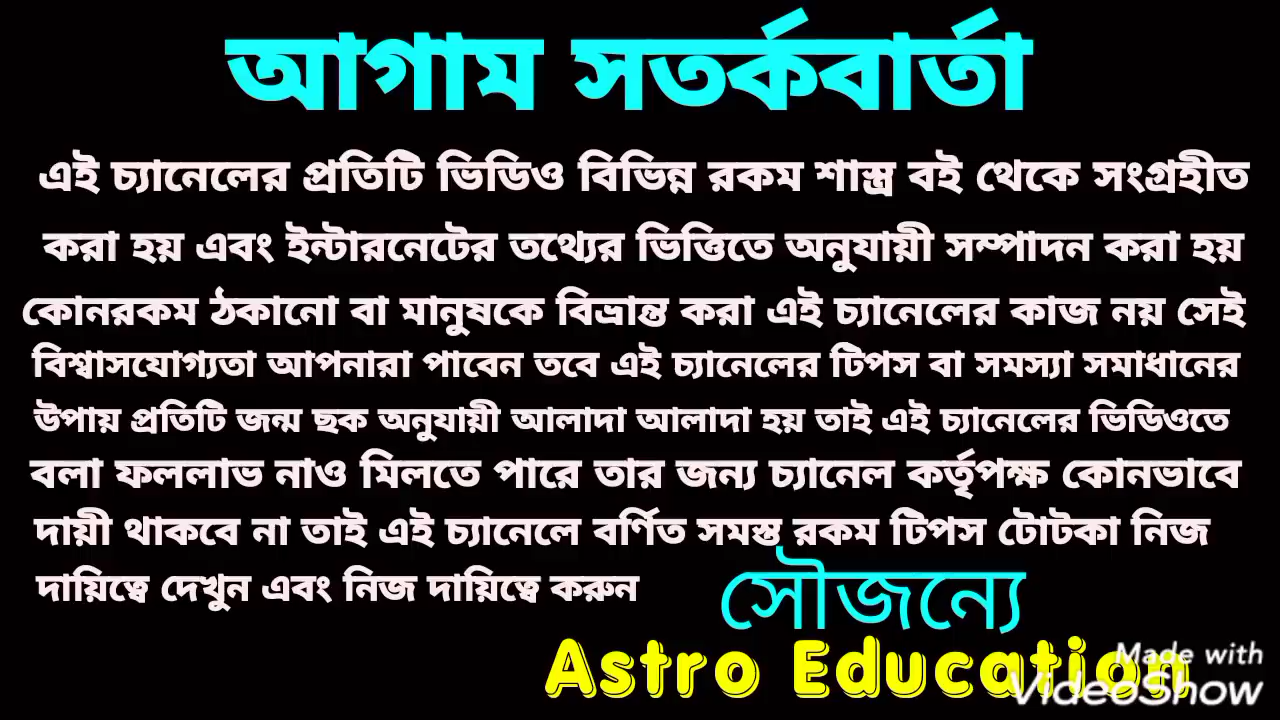 আগাম সতর্কবার্তা
এই চ্যানেলের প্রতিটি ভিডিও বিভিন্ন রকম শাস্ত্র বই থেকে সংগ্রহীত
করা হয় এবং ইন্টারনেটের তথ্যের ভিত্তিতে অনুযায়ী সম্পাদন করা হয়
কোনরকম ঠকানো বা মানুষকে বিভ্রান্ত করা এই চ্যানেলের কাজ নয় সেই
বিশ্বাসযোগ্যতা আপনারা পাবেন তবে এই চ্যানেলের টিপস বা সমস্যা সমাধানের
উপায় প্রতিটি জন্ম ছক অনুযায়ী আলাদা আলাদা হয় তাই এই চ্যানেলের ভিডিওতে
বলা ফললাভ নাও মিলতে পারে তার জন্য চ্যানেল কর্তৃপক্ষ কোনভাবে
দায়ী থাকবে না তাই এই চ্যানেলে বর্ণিত সমস্ত রকম টিপস টোটকা নিজ
দায়িত্বে দেখুন এবং নিজ দায়িত্বে করুন
সৌজন্যে
Astro Education
Made with
VideoShow